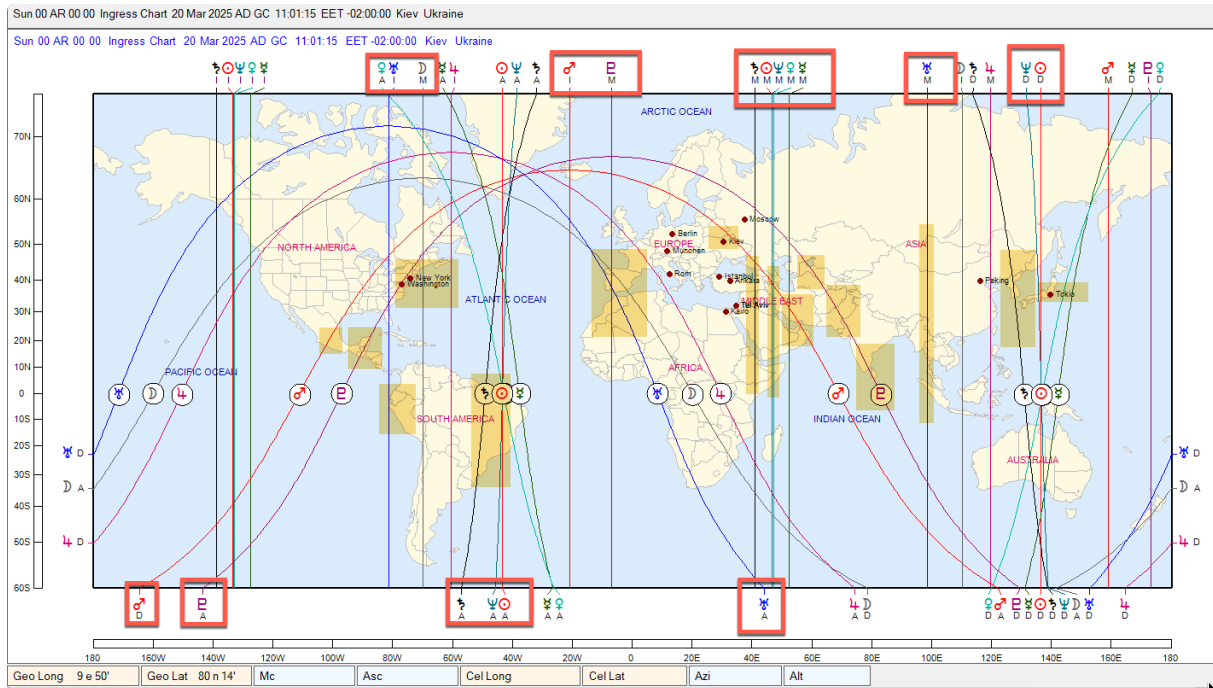 Sun 00 AR 00 00 Ingress Chart 20 Mar 2025 AD GC 11:01:15 EET -02:00:00 Kiev Ukraine
Sun 00 AR 00 00 Ingress Chart 20 Mar 2025 AD GC 11:01:15 EET -02:00:00 Kiev Ukraine
♄ ☉ ♆ ♀ ☿ ♀ ♅ ☽ ☿ ♃ ☉ ♆ ♄ ♂ ♇ ♄ ☉ ♆ ♀ ☿ ♅ ☽ ♄ ♃ ♆ ☉ ♂ ☿ ♇ ♀
I I I I I A I M A I A A A I M M M M M M M I D M D D M I I D
ARCTIC OCEAN
70N
60N
Moscow
50N
NORTH AMERICA
Berlin
EUROPE
Kiev
ASIA
München
40N
New York
Rom
Istanbul
Ankara
Peking
Washington
ATLANTIC OCEAN
MIDDLE EAST
Tokio
30N
Tel Aviv
Kairo
20N
10N
PACIFIC OCEAN
AFRICA
0
♅ ☽ ♃ ♂ ♇ ♄ ☉ ☿ ♅ ☽ ♃ ♂ ♇ ♄ ☉ ☿
10S
SOUTH AMERICA
INDIAN OCEAN
20S
♅ D
♅ D
AUSTRALIA
30S
☽ A
☽ A
40S
50S
♃ D
♃ D
60S
♂ ♇ ♄ ♆ ☉ ☿ ♀ ♅ ♃ ☽ ♀ ♂ ♇ ☿ ☉ ♄ ♆ ☽ ♅ ♃
D A A A A A A A A D D A D D D D D A D D
180 160W 140W 120W 100W 80W 60W 40W 20W 0 20E 40E 60E 80E 100E 120E 140E 160E 180
Geo Long 9 e 50' Geo Lat 80 n 14' Mc Asc Cel Long Cel Lat Azi Alt